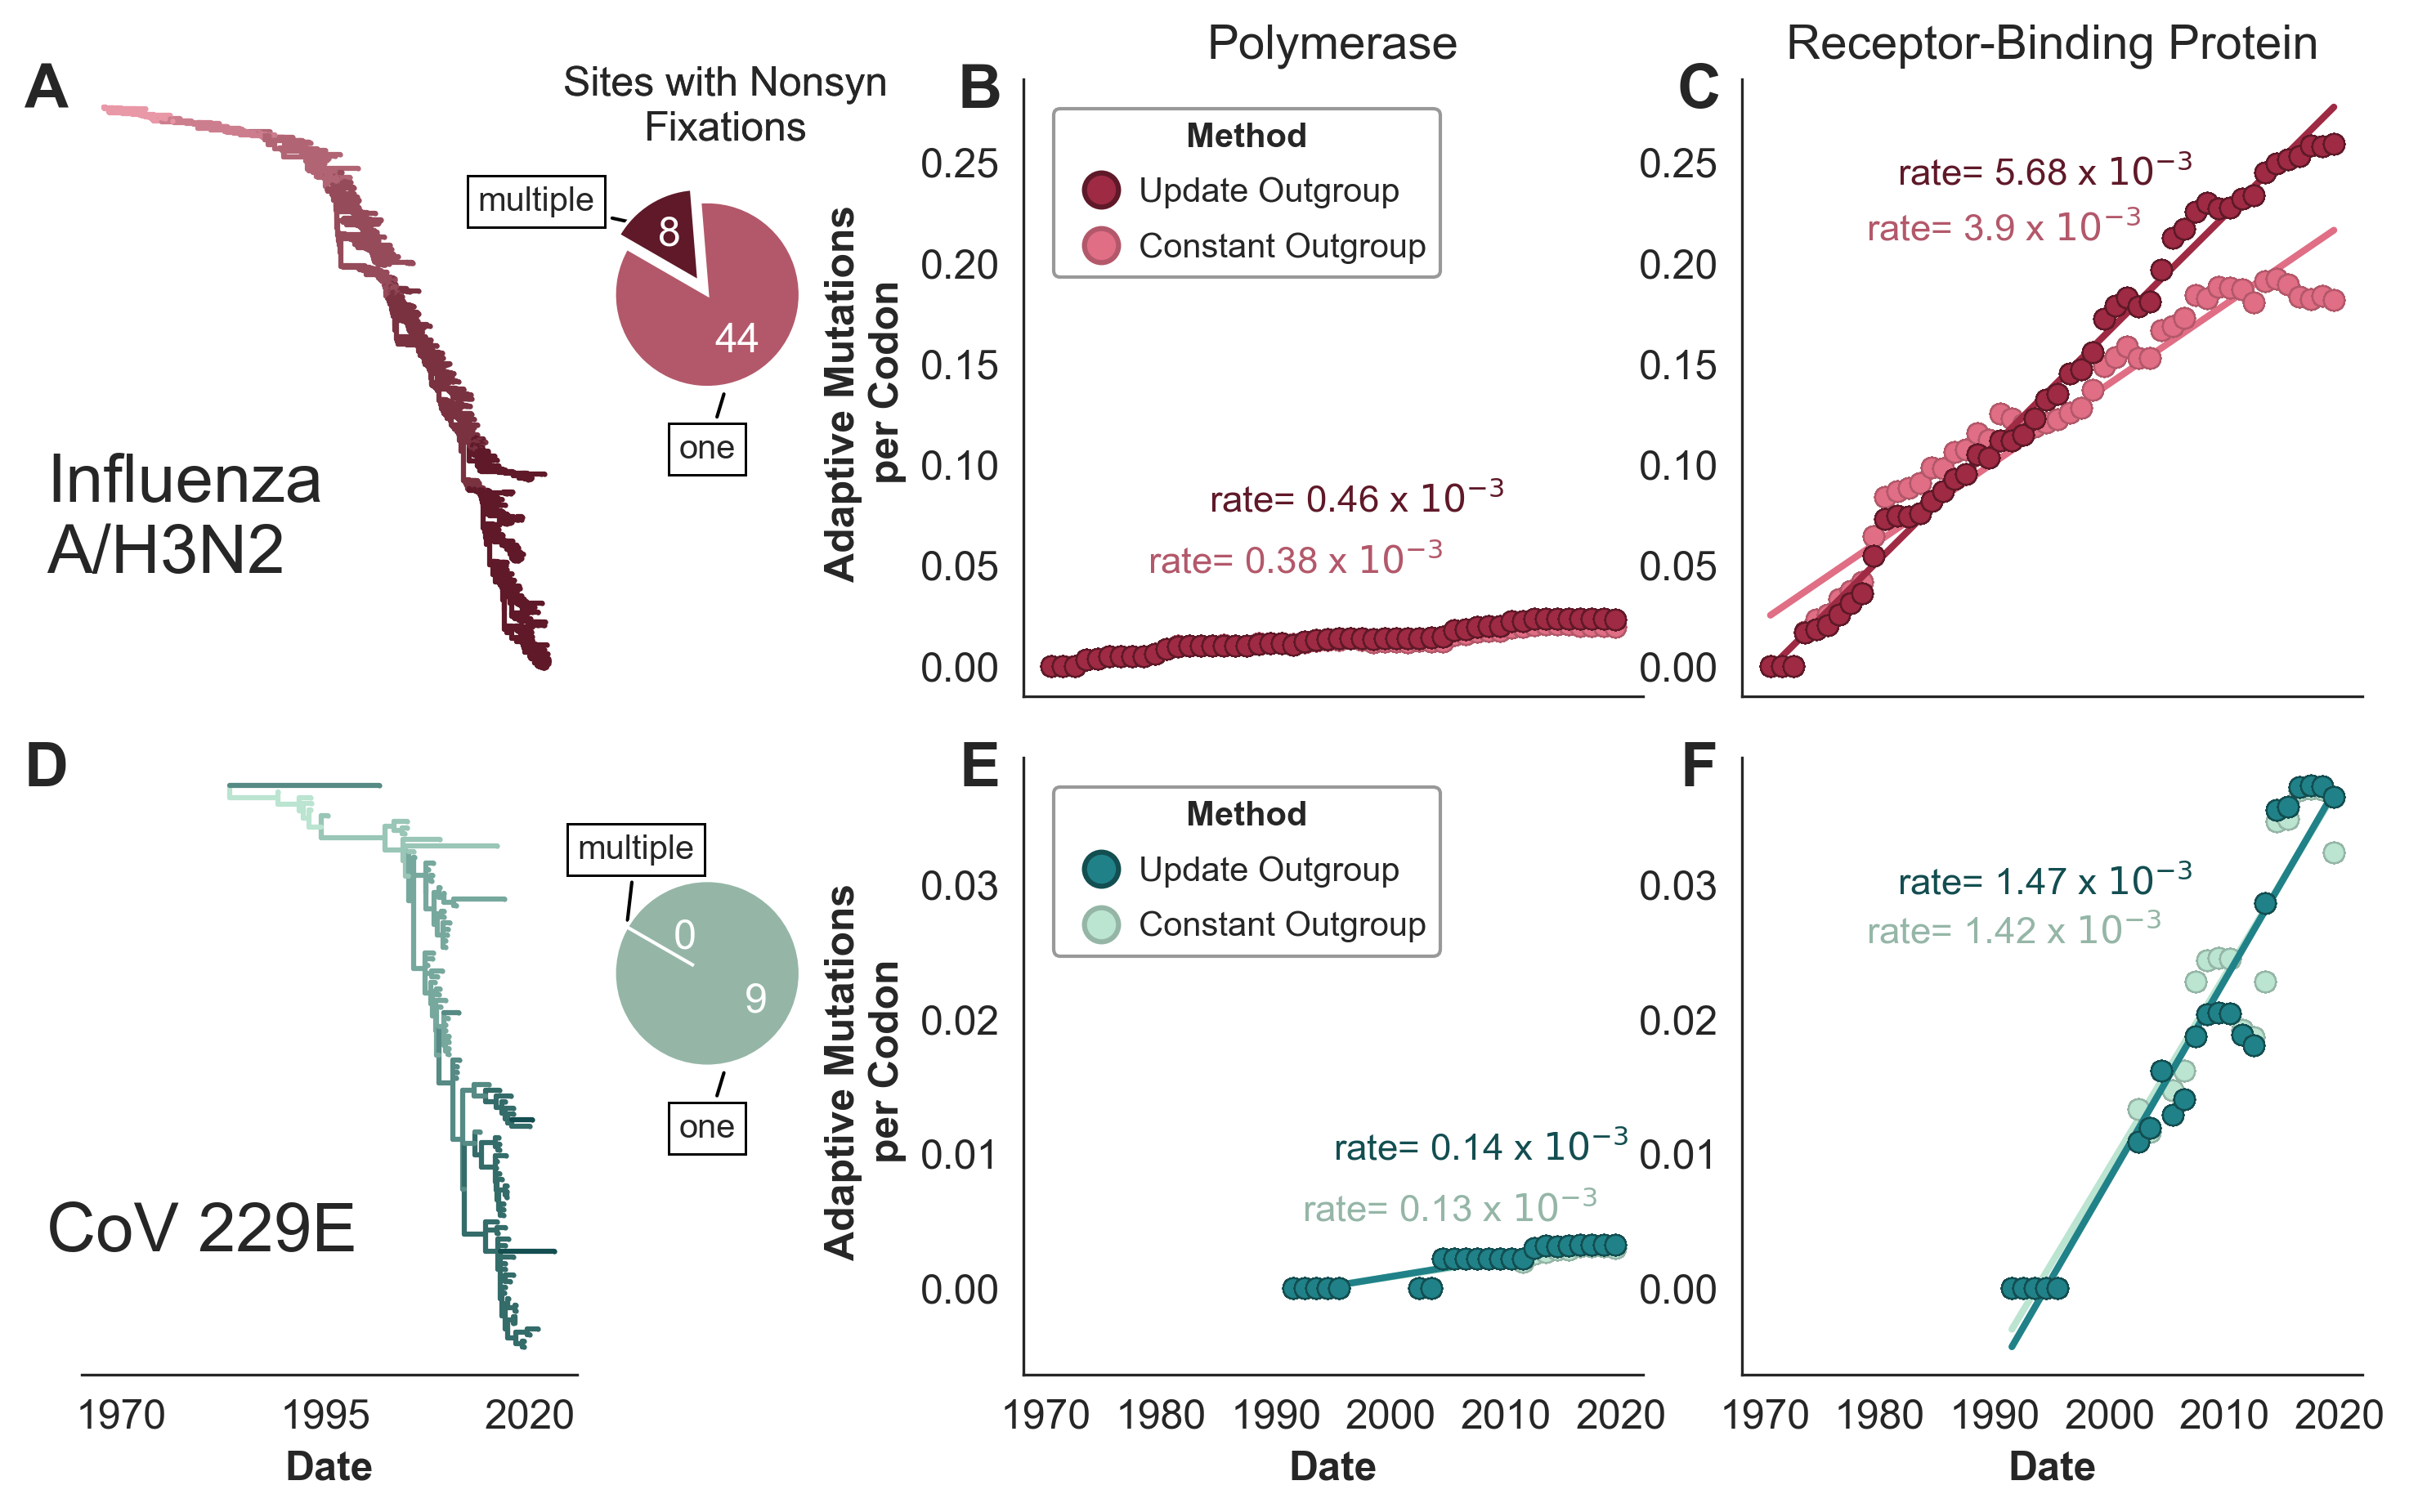 A
Sites with Nonsyn
Fixations
multiple
8
44
one
Influenza
A/H3N2
B
Polymerase
Adaptive Mutations
per Codon
0.25
0.20
0.15
0.10
0.05
0.00
Method
Update Outgroup
Constant Outgroup
rate= 0.46 x 10⁻³
rate= 0.38 x 10⁻³
C
Receptor-Binding Protein
0.25
0.20
0.15
0.10
0.05
0.00
rate= 5.68 x 10⁻³
rate= 3.9 x 10⁻³
D
multiple
0
9
one
CoV 229E
1970 1995 2020
Date
E
Adaptive Mutations
per Codon
0.03
0.02
0.01
0.00
Method
Update Outgroup
Constant Outgroup
rate= 0.14 x 10⁻³
rate= 0.13 x 10⁻³
1970 1980 1990 2000 2010 2020
Date
F
0.03
0.02
0.01
0.00
rate= 1.47 x 10⁻³
rate= 1.42 x 10⁻³
1970 1980 1990 2000 2010 2020
Date